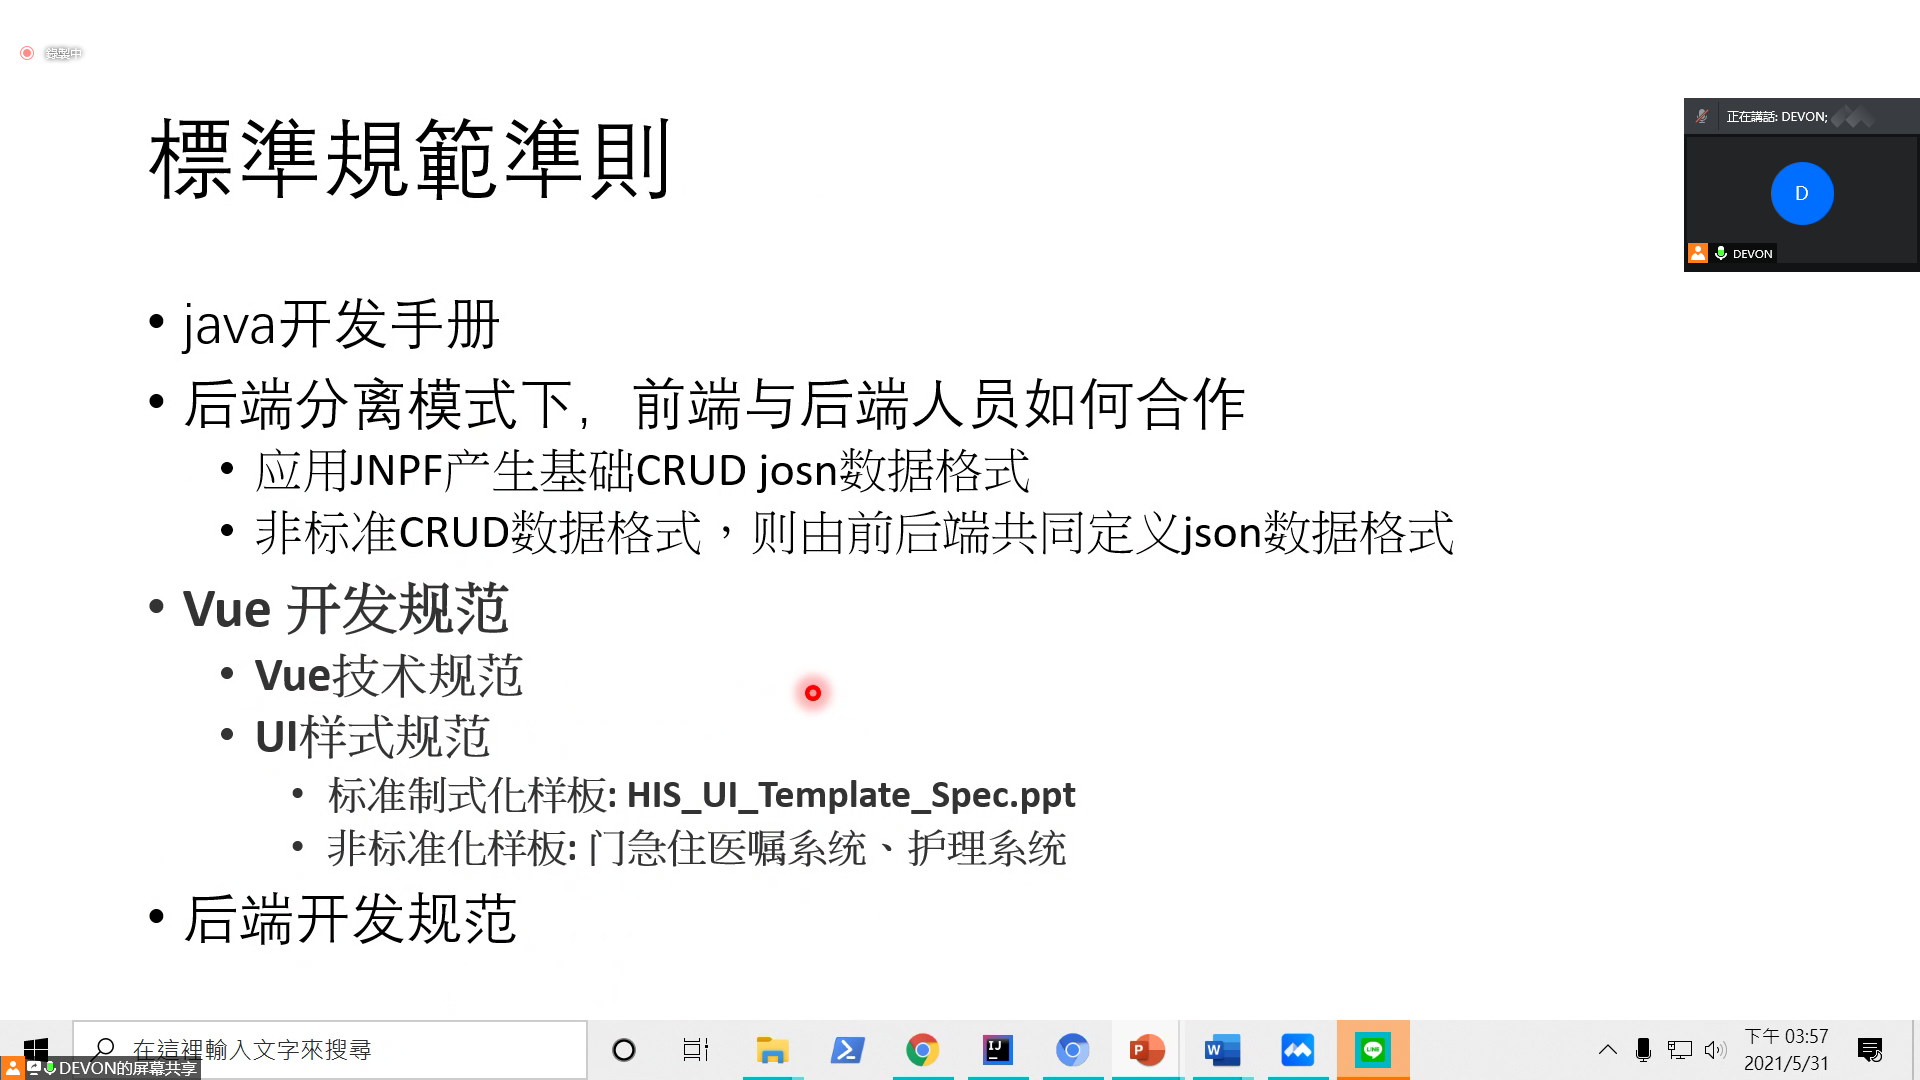 錄製中
標準規範準則
正在講話: DEVON;
D
DEVON
• java开发手册
• 后端分离模式下，前端与后端人员如何合作
• 应用JNPF产生基础CRUD josn数据格式
• 非标准CRUD数据格式，则由前后端共同定义json数据格式
• Vue 开发规范
• Vue技术规范
• UI样式规范
• 标准制式化样板: HIS_UI_Template_Spec.ppt
• 非标准化样板: 门急住医嘱系统、护理系统
• 后端开发规范
在這裡輸入文字來搜尋
DEVON的屏幕共享
下午 03:57
2021/5/31